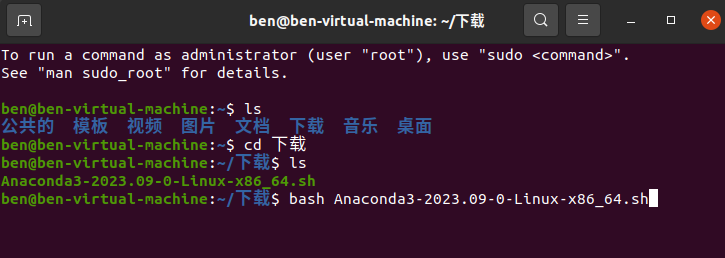 ben@ben-virtual-machine: ~/下载
To run a command as administrator (user "root"), use "sudo <command>".
See "man sudo_root" for details.
ben@ben-virtual-machine:~$ ls
公共的 模板 视频 图片 文档 下载 音乐 桌面
ben@ben-virtual-machine:~$ cd 下载
ben@ben-virtual-machine:~/下载$ ls
Anaconda3-2023.09-0-Linux-x86_64.sh
ben@ben-virtual-machine:~/下载$ bash Anaconda3-2023.09-0-Linux-x86_64.sh